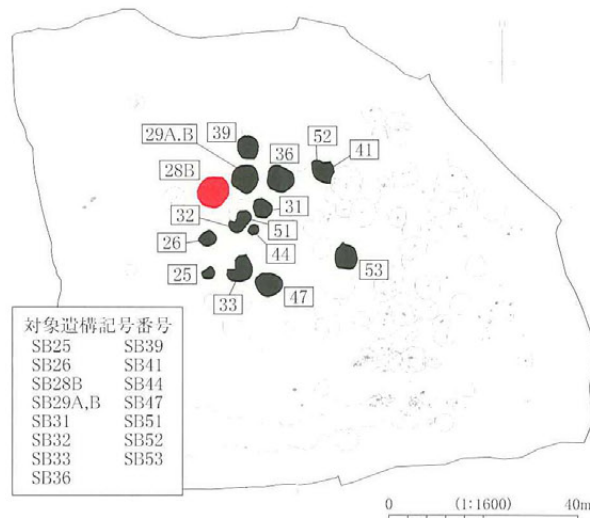 39
29A.B
52
41
36
28B
31
32
51
26
44
25
53
33
47
対象遺構記号番号
SB25 SB39
SB26 SB41
SB28B SB44
SB29A,B SB47
SB31 SB51
SB32 SB52
SB33 SB53
SB36
0 (1:1600) 40m